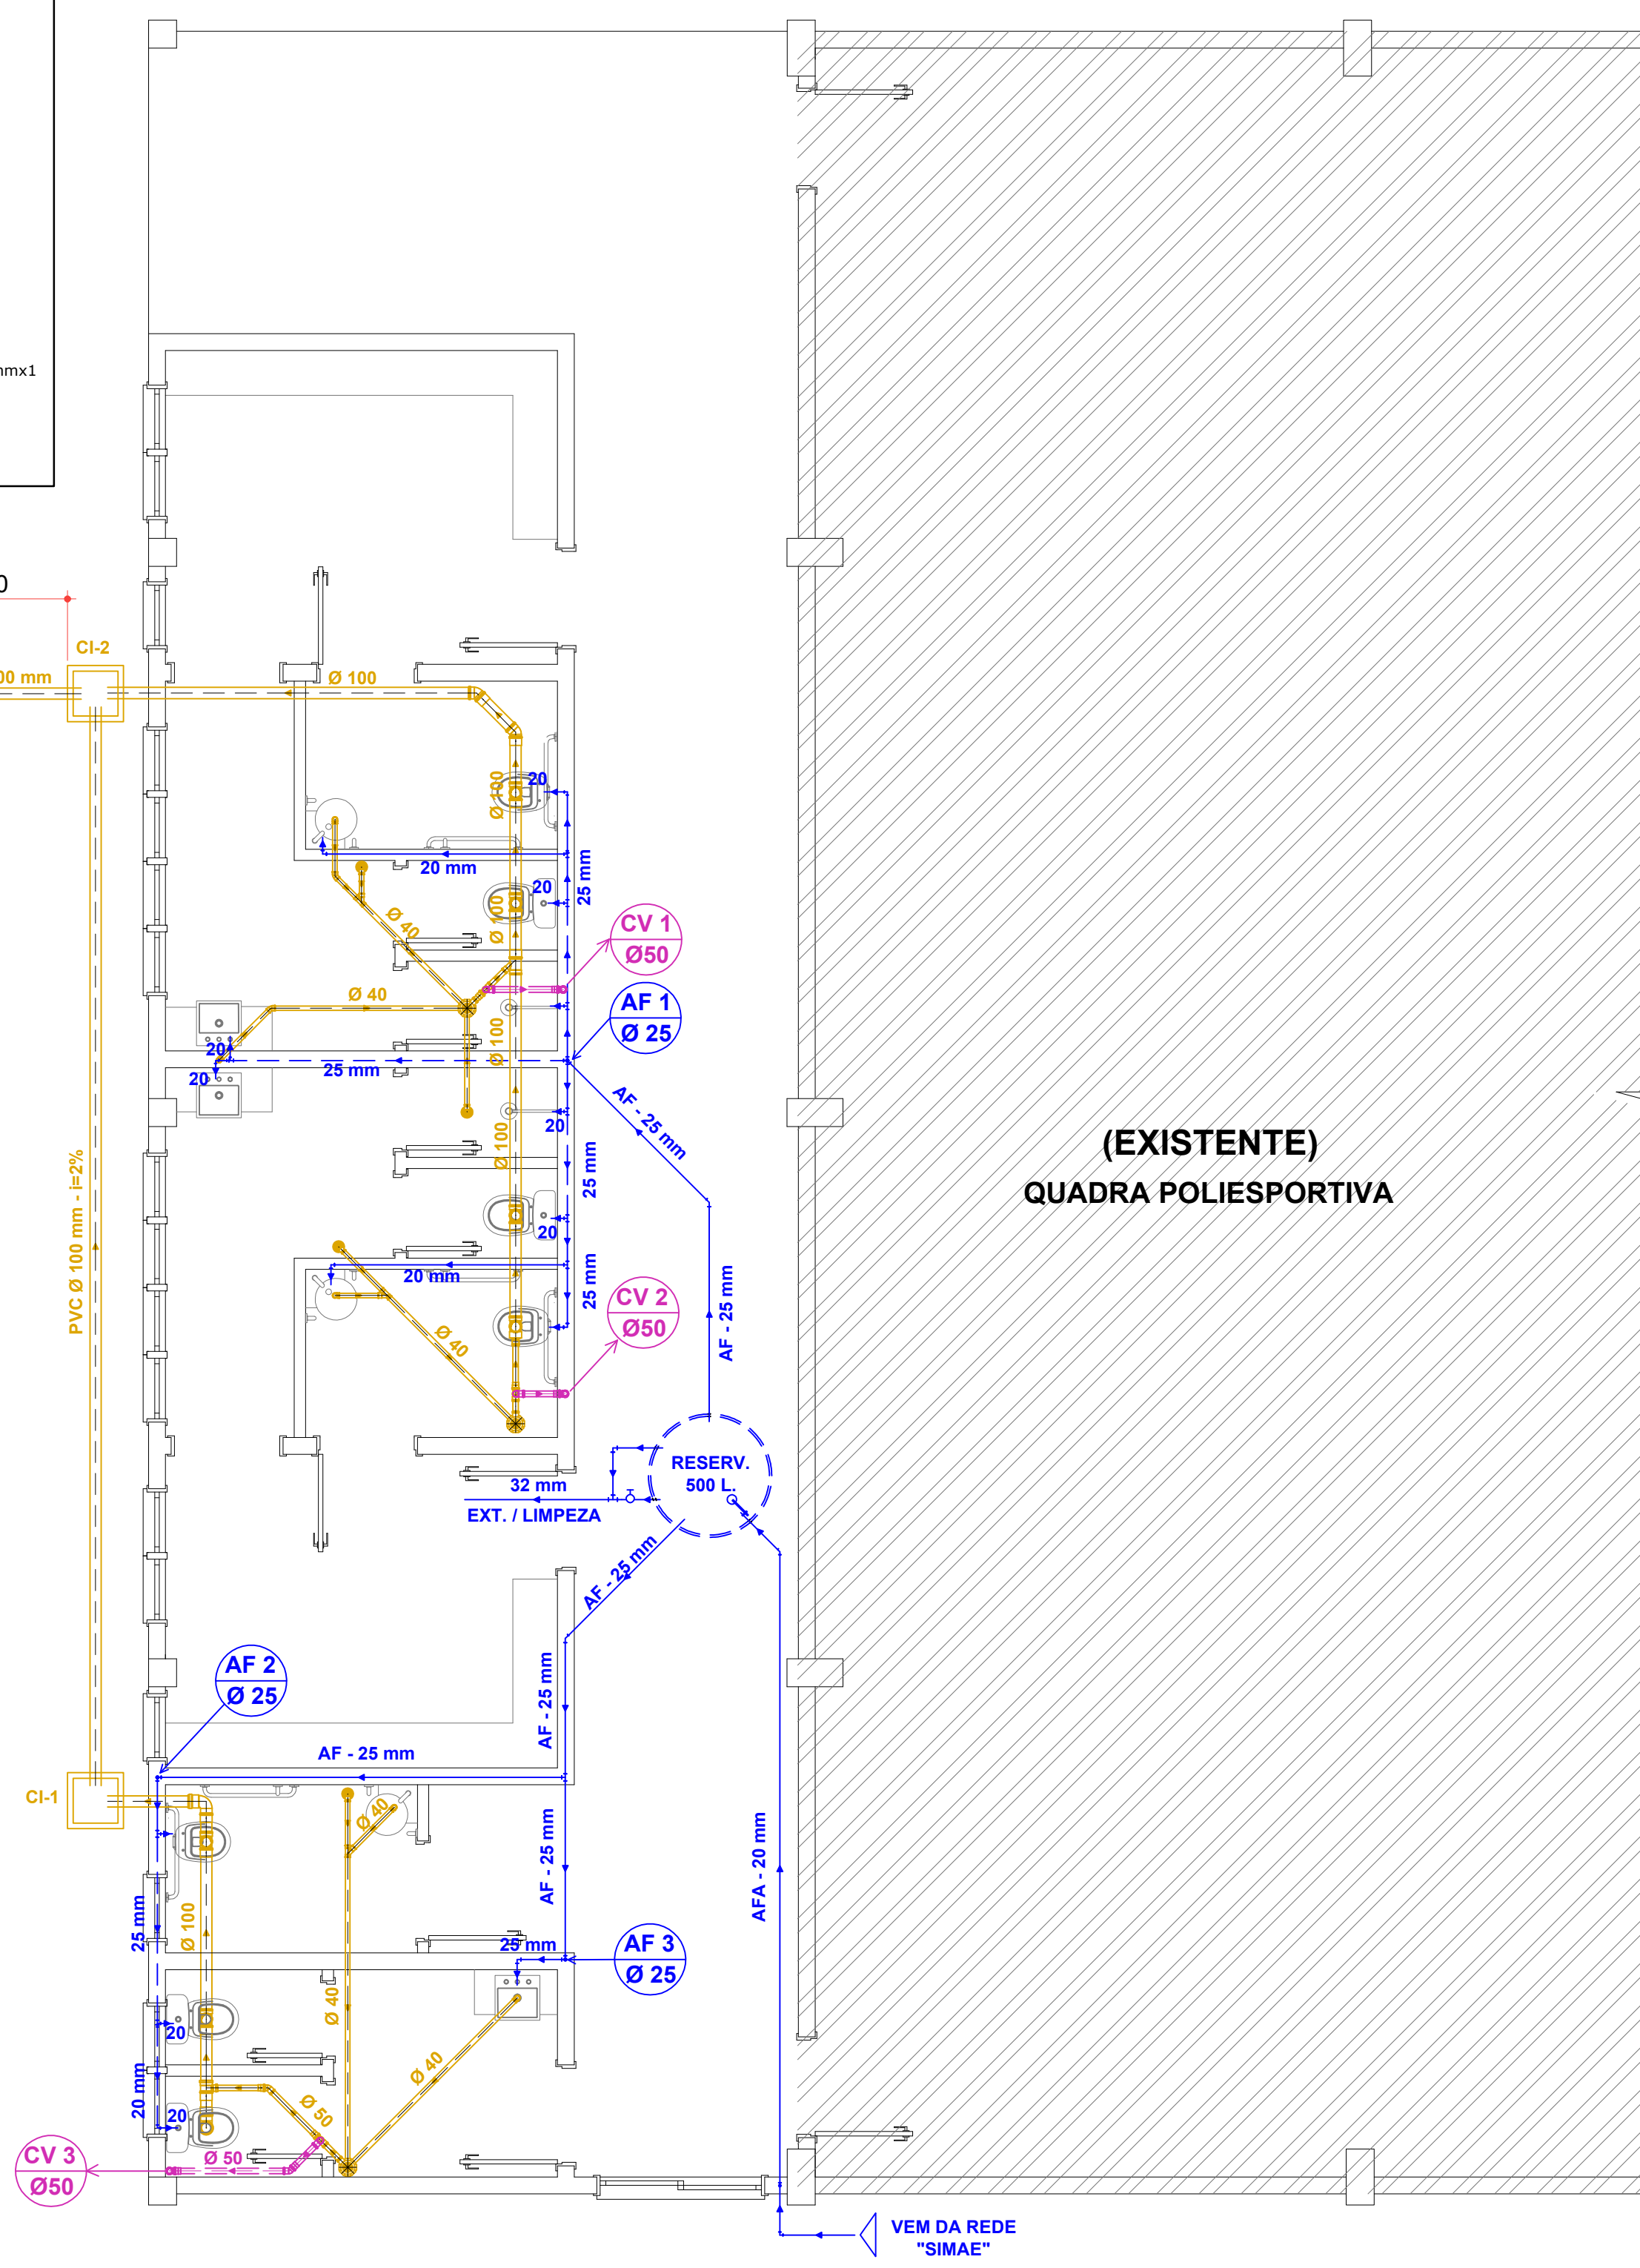 mmx1
0
CI-2
00 mm
Ø 100
Ø 100
20
20 mm
25 mm
20
Ø 100
Ø 40
CV 1
Ø50
Ø 40
AF 1
Ø 25
Ø 100
20
25 mm
20
AF - 25 mm
20
Ø 100
25 mm
(EXISTENTE)
QUADRA POLIESPORTIVA
PVC Ø 100 mm - i=2%
20
20 mm
25 mm
CV 2
Ø50
AF - 25 mm
Ø 40
RESERV.
500 L.
32 mm
EXT. / LIMPEZA
AF - 25 mm
AF 2
Ø 25
AF - 25 mm
AF - 25 mm
CI-1
Ø 40
AF - 25 mm
AFA - 20 mm
25 mm
Ø 100
25 mm
AF 3
Ø 25
Ø 40
20
Ø 40
20 mm
20
Ø 50
CV 3
Ø50
Ø 50
VEM DA REDE
"SIMAE"